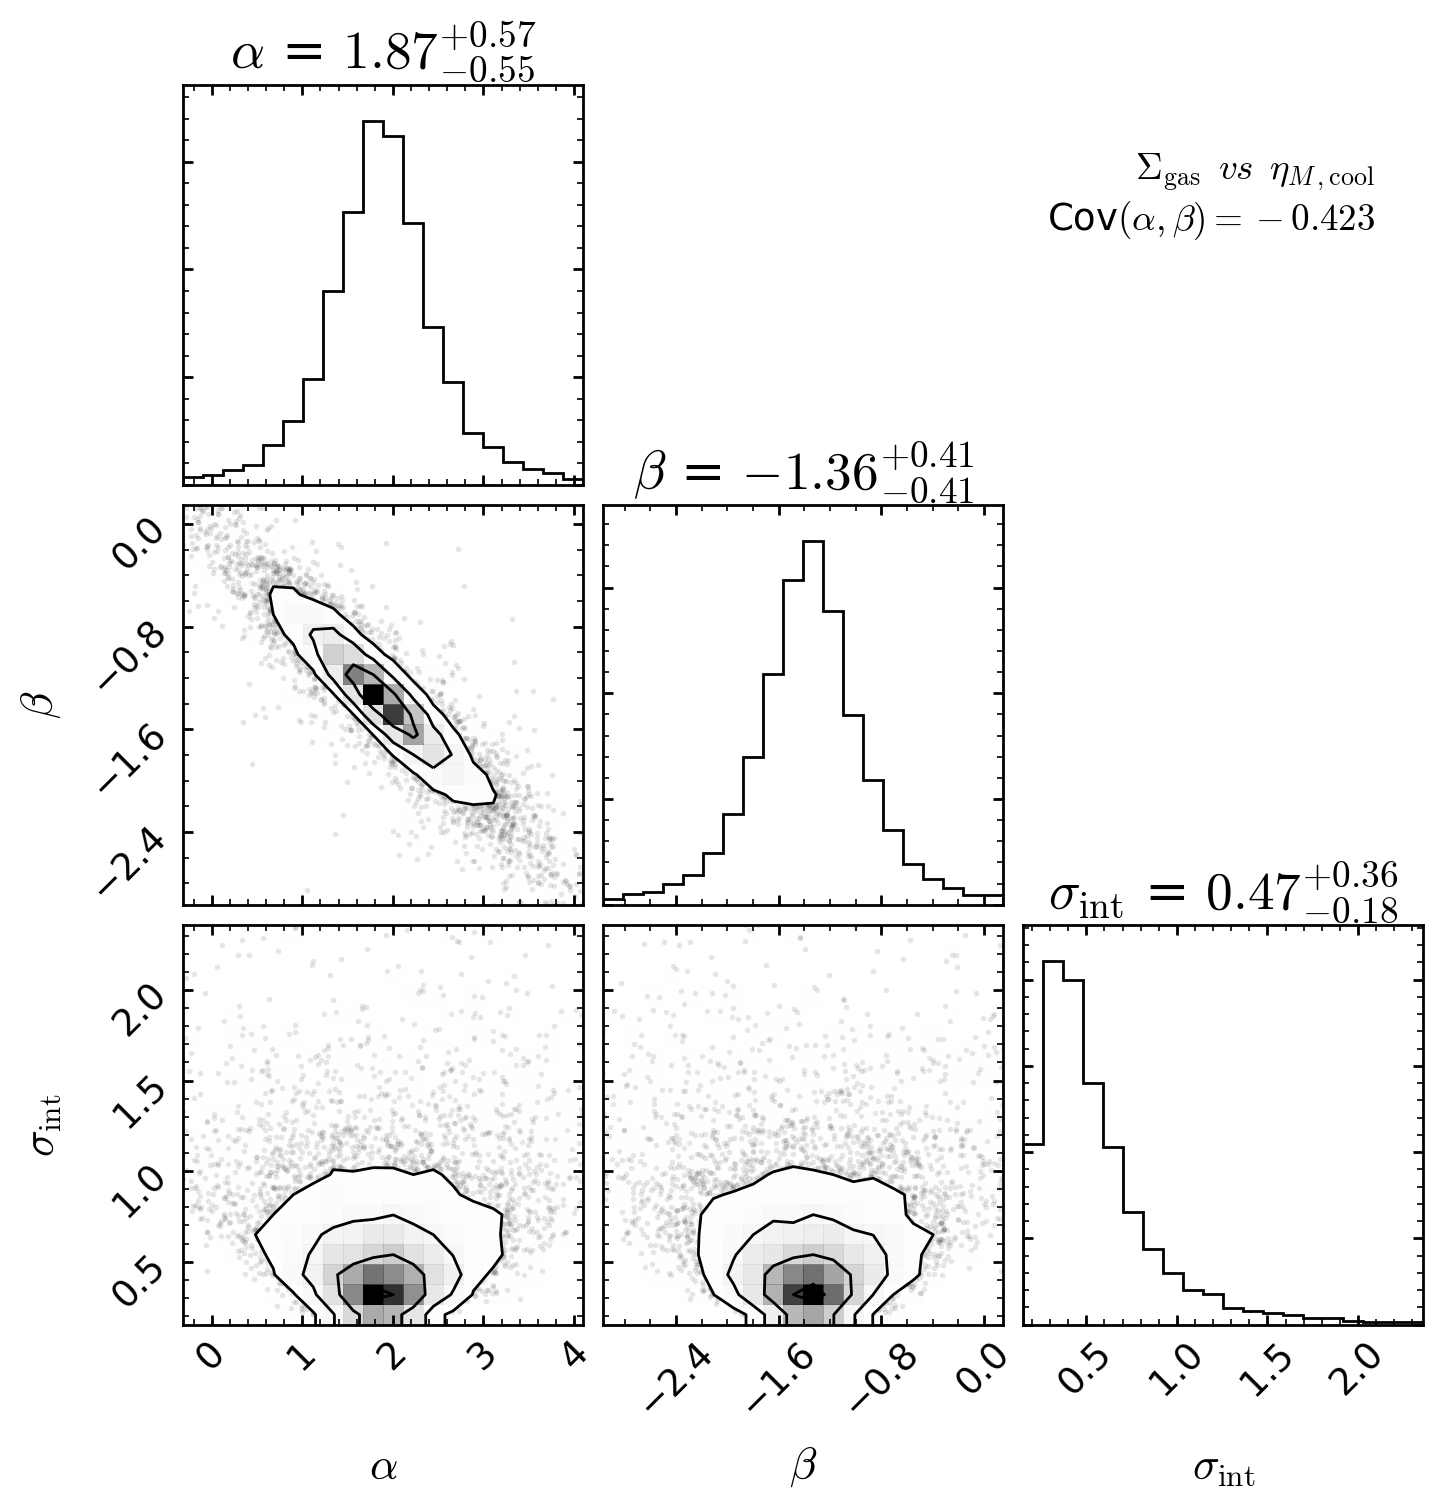 α = 1.87 +0.57 −0.55
Σgas vs ηM,cool
Cov(α, β) = − 0.423
β = −1.36 +0.41 −0.41
0.0
−0.8
−1.6
−2.4
β
σint = 0.47 +0.36 −0.18
2.0
1.5
1.0
0.5
σint
0 1 2 3 4
−2.4 −1.6 −0.8 0.0
0.5 1.0 1.5 2.0
α β σint